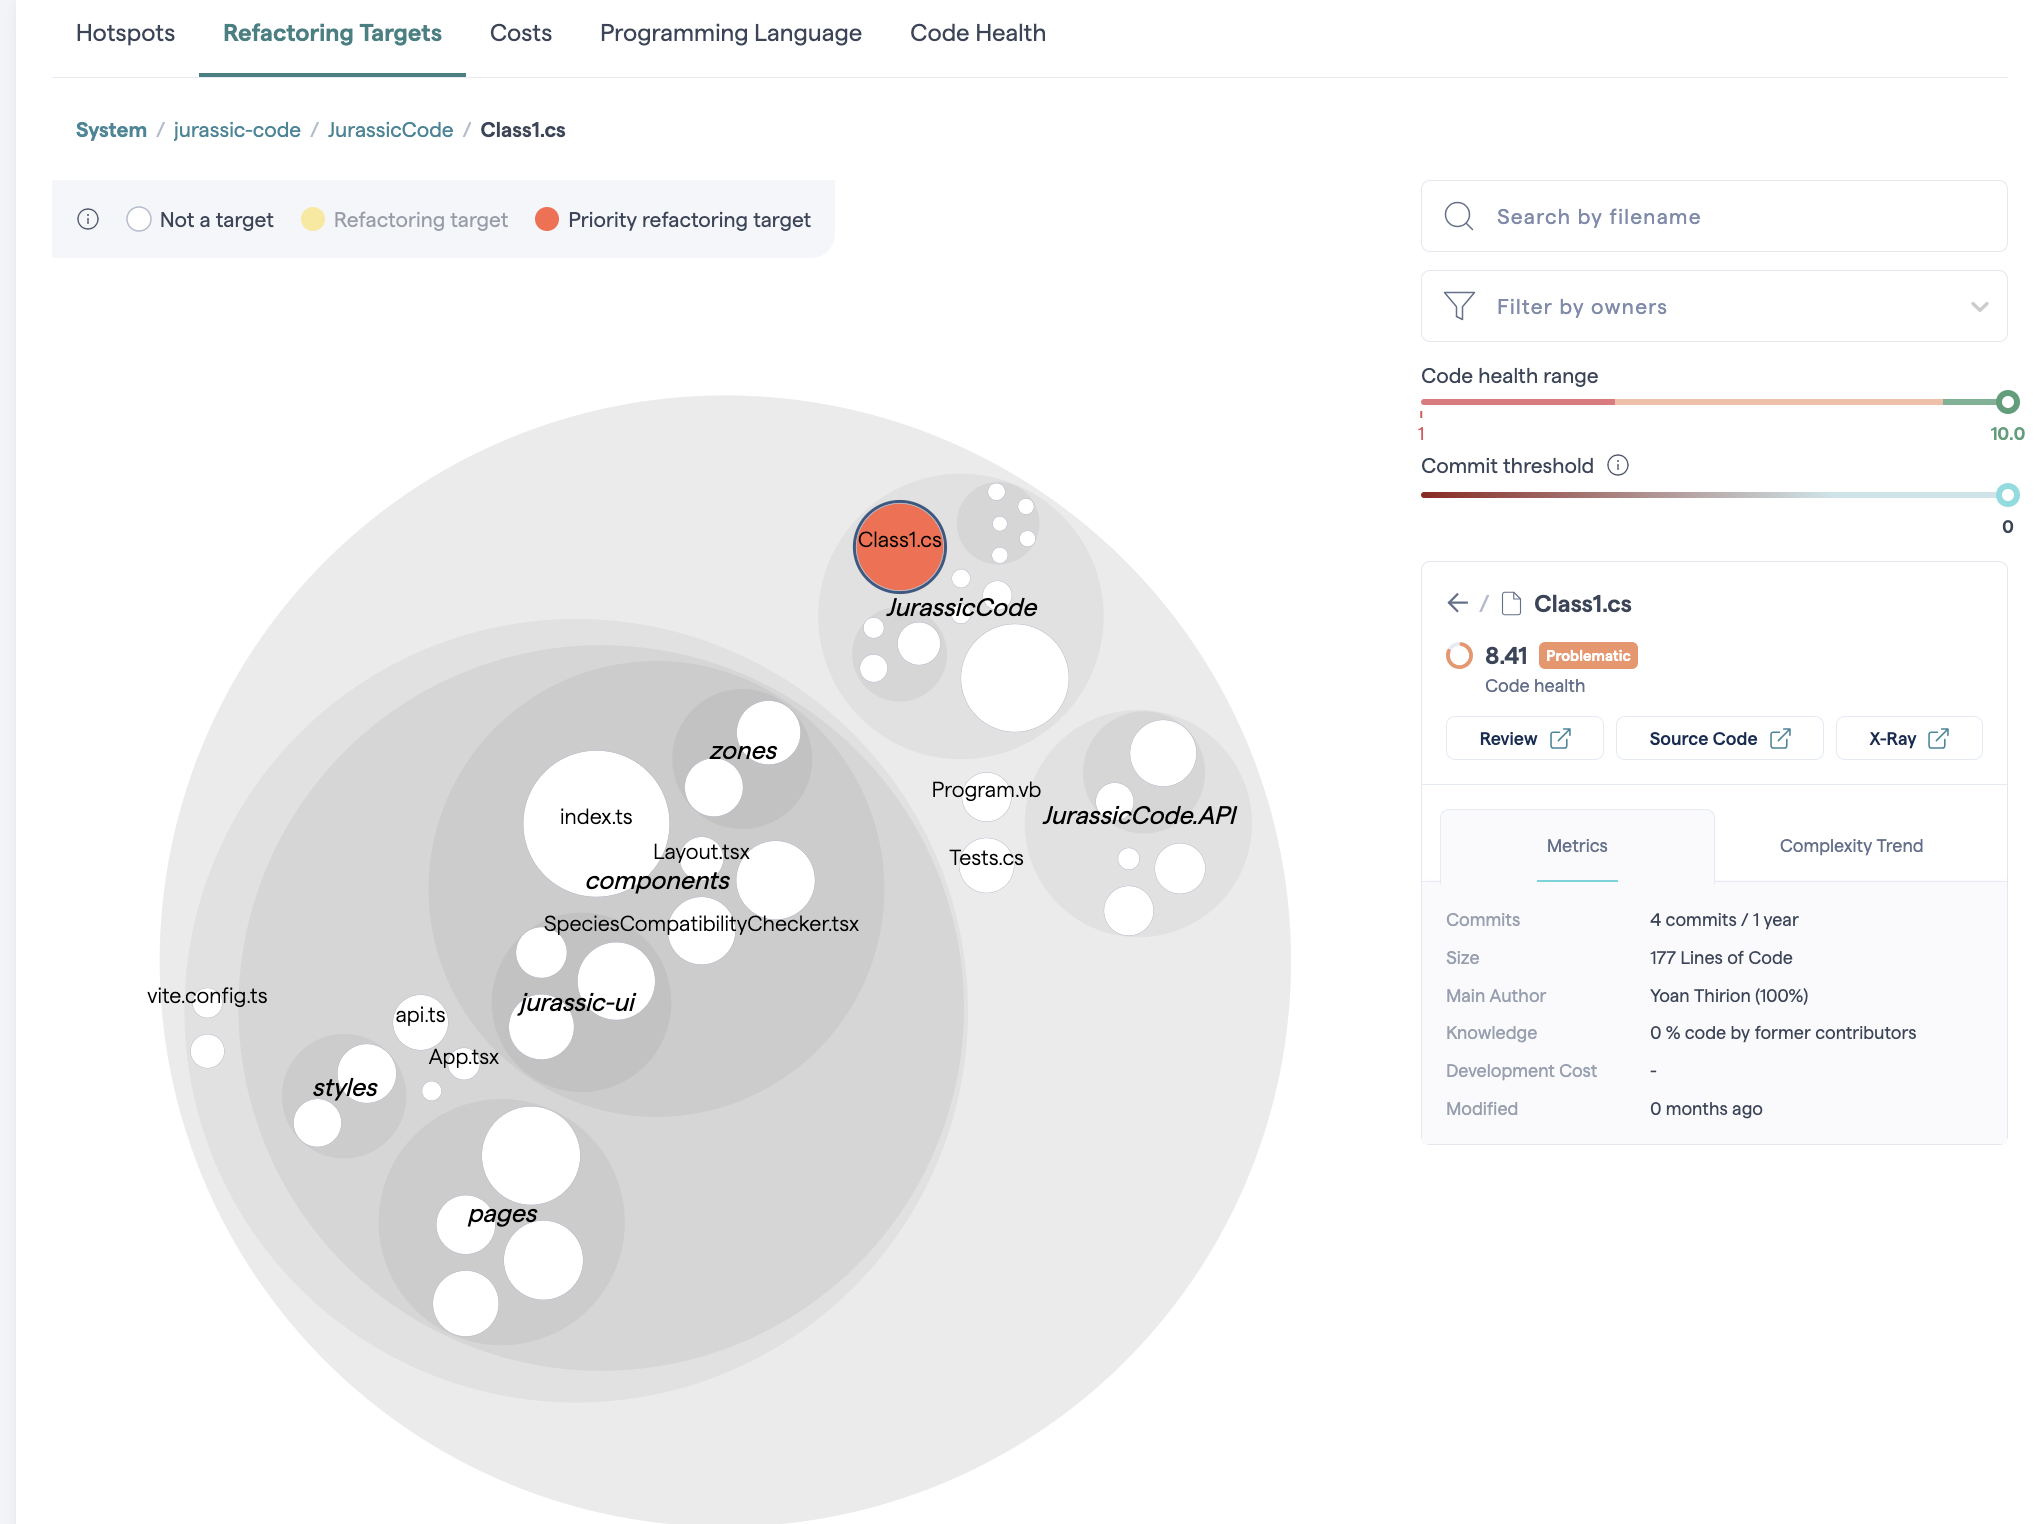 Hotspots Refactoring Targets Costs Programming Language Code Health
System / jurassic-code / JurassicCode / Class1.cs
Not a target Refactoring target Priority refactoring target
Search by filename
Filter by owners
Code health range
1 10.0
Commit threshold
0
Class1.cs
JurassicCode
zones
index.ts
Program.vb
JurassicCode.API
Layout.tsx
Tests.cs
components
SpeciesCompatibilityChecker.tsx
vite.config.ts
jurassic-ui
api.ts
App.tsx
styles
pages
/ Class1.cs
8.41 Problematic
Code health
Review Source Code X-Ray
Metrics Complexity Trend
Commits 4 commits / 1 year
Size 177 Lines of Code
Main Author Yoan Thirion (100%)
Knowledge 0 % code by former contributors
Development Cost -
Modified 0 months ago